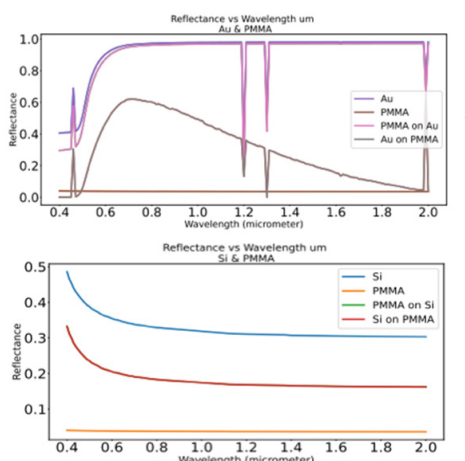 Reflectance vs Wavelength um
Au & PMMA
1.0
0.8
0.6
0.4
0.2
0.0
Reflectance
Au
PMMA
PMMA on Au
Au on PMMA
0.4 0.6 0.8 1.0 1.2 1.4 1.6 1.8 2.0
Wavelength (micrometer)
Reflectance vs Wavelength um
Si & PMMA
0.5
0.4
0.3
0.2
0.1
Reflectance
Si
PMMA
PMMA on Si
Si on PMMA
0.4 0.6 0.8 1.0 1.2 1.4 1.6 1.8 2.0
Wavelength (micrometer)